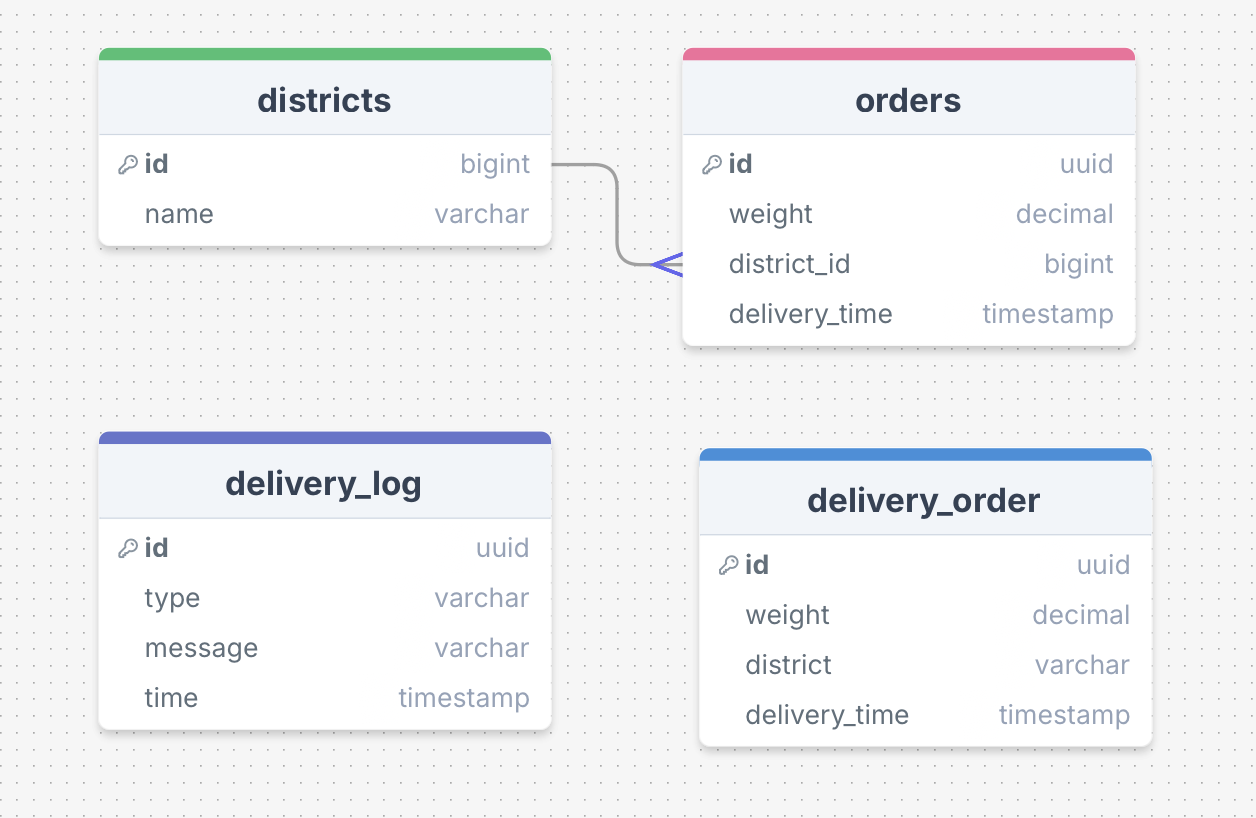 districts
id bigint
name varchar
orders
id uuid
weight decimal
district_id bigint
delivery_time timestamp
delivery_log
id uuid
type varchar
message varchar
time timestamp
delivery_order
id uuid
weight decimal
district varchar
delivery_time timestamp